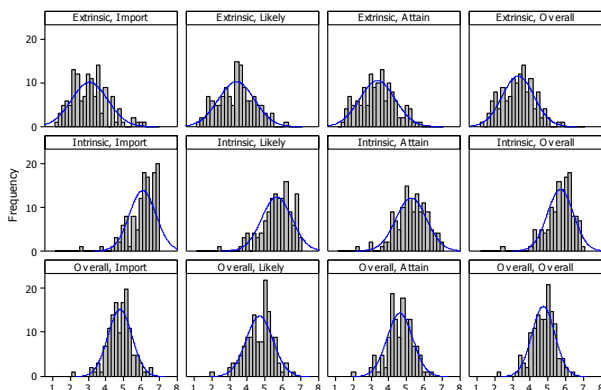 Extrinsic, Import Extrinsic, Likely Extrinsic, Attain Extrinsic, Overall
20
10
0
Intrinsic, Import Intrinsic, Likely Intrinsic, Attain Intrinsic, Overall
Frequency
20
10
0
Overall, Import Overall, Likely Overall, Attain Overall, Overall
20
10
0
1 2 3 4 5 6 7 8 1 2 3 4 5 6 7 8 1 2 3 4 5 6 7 8 1 2 3 4 5 6 7 8